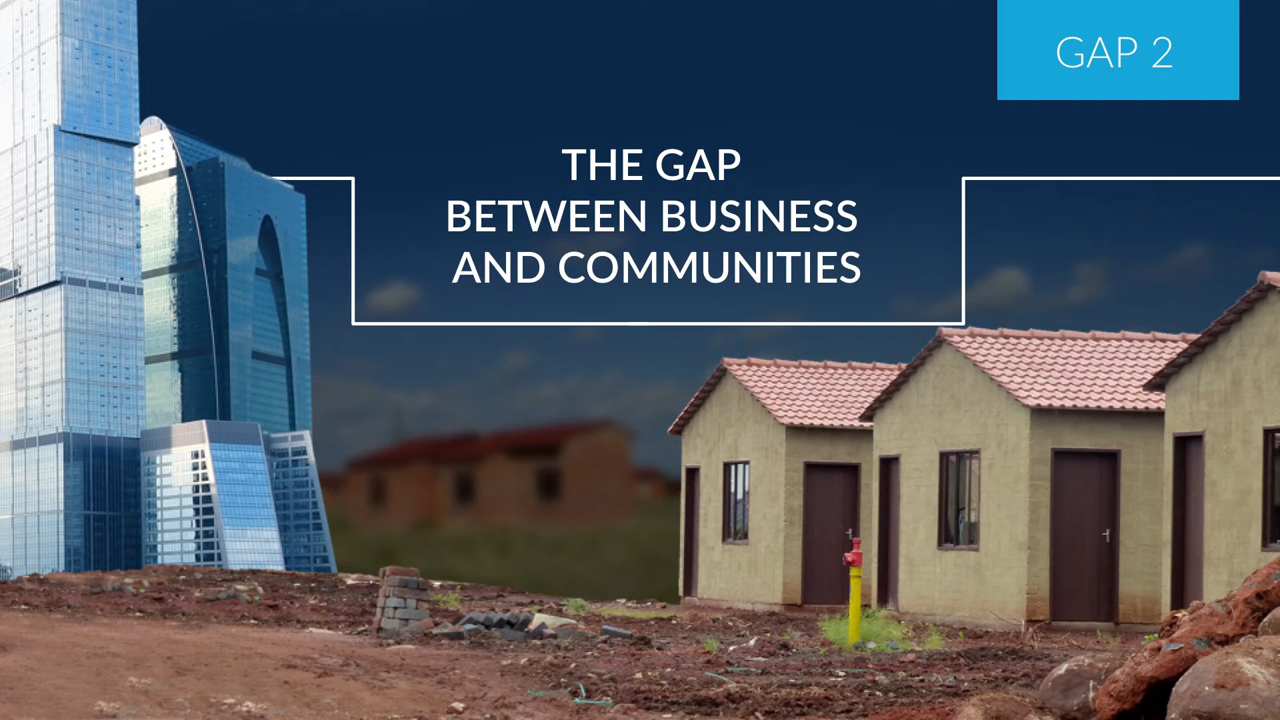 GAP 2
THE GAP
BETWEEN BUSINESS
AND COMMUNITIES